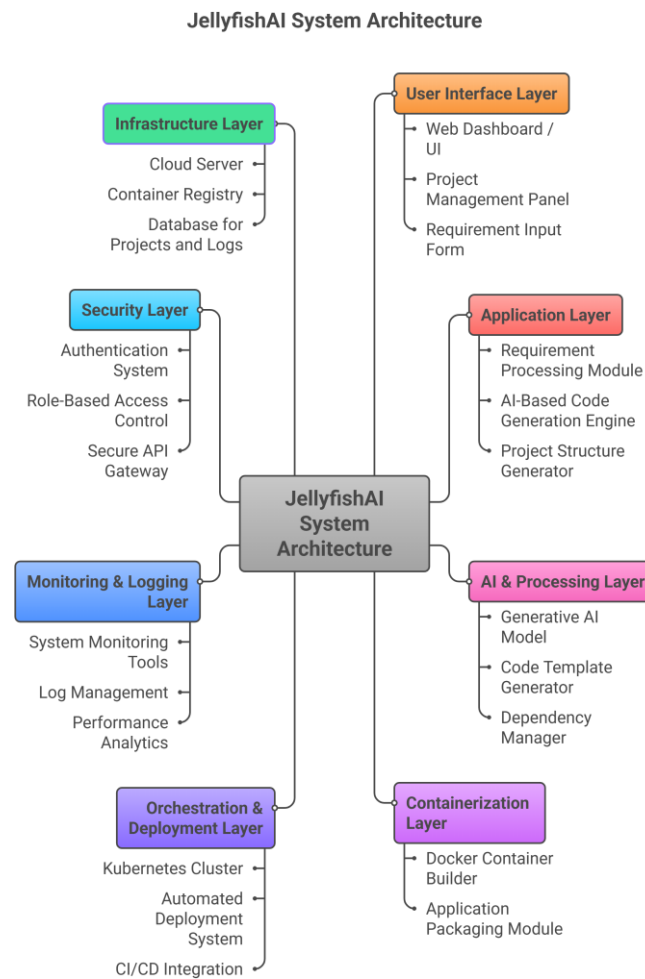 JellyfishAI System Architecture
User Interface Layer
Web Dashboard /
UI
Project
Management Panel
Requirement Input
Form
Infrastructure Layer
Cloud Server
Container Registry
Database for
Projects and Logs
Security Layer
Authentication
System
Role-Based Access
Control
Secure API
Gateway
Application Layer
Requirement
Processing Module
AI-Based Code
Generation Engine
Project Structure
Generator
JellyfishAI
System
Architecture
Monitoring & Logging
Layer
System Monitoring
Tools
Log Management
Performance
Analytics
AI & Processing Layer
Generative AI
Model
Code Template
Generator
Dependency
Manager
Orchestration &
Deployment Layer
Kubernetes Cluster
Automated
Deployment
System
CI/CD Integration
Containerization
Layer
Docker Container
Builder
Application
Packaging Module